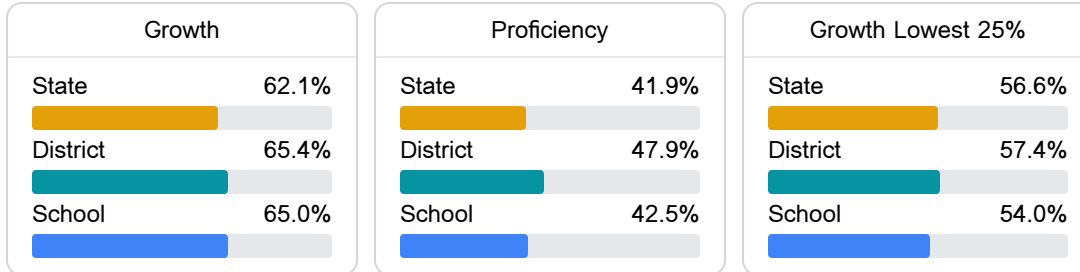 Growth
State 62.1%
District 65.4%
School 65.0%
Proficiency
State 41.9%
District 47.9%
School 42.5%
Growth Lowest 25%
State 56.6%
District 57.4%
School 54.0%